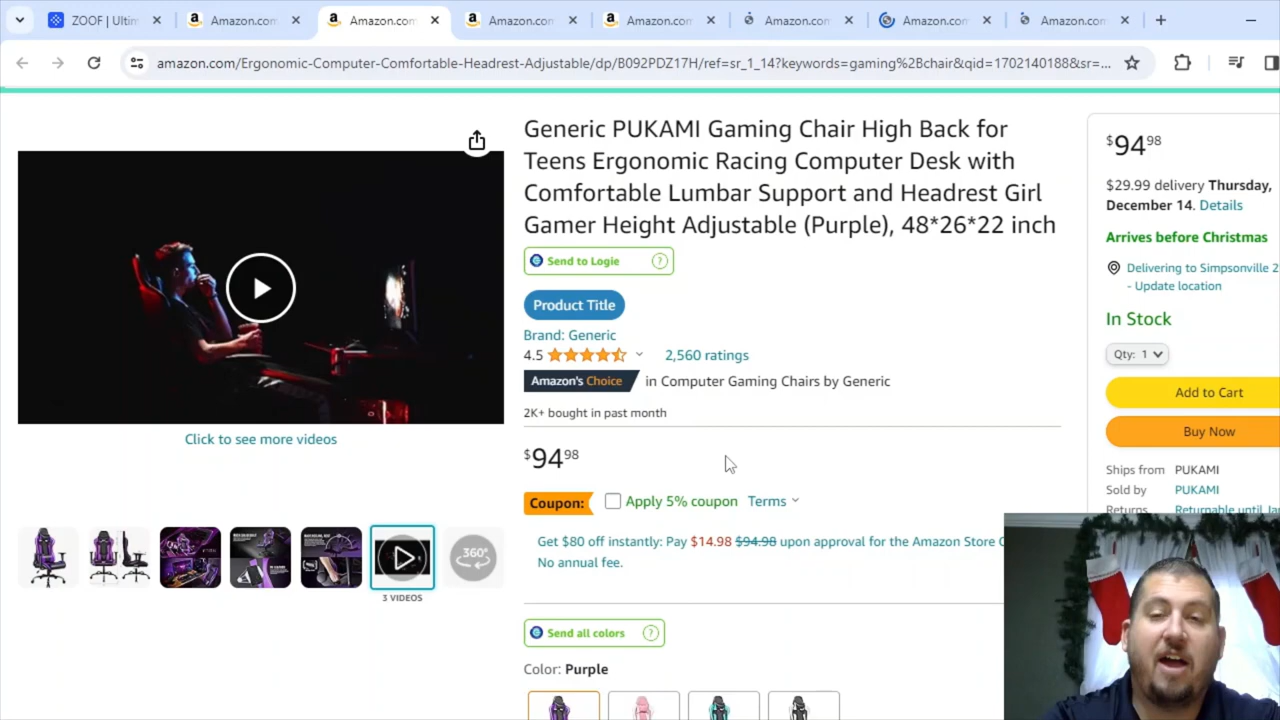 ZOOF | Ultim
Amazon.com
Amazon.com
Amazon.com
Amazon.com
Amazon.com
Amazon.com
Amazon.com
amazon.com/Ergonomic-Computer-Comfortable-Headrest-Adjustable/dp/B092PDZ17H/ref=sr_1_14?keywords=gaming%2Bchair&qid=1702140188&sr=...
Generic PUKAMI Gaming Chair High Back for
Teens Ergonomic Racing Computer Desk with
Comfortable Lumbar Support and Headrest Girl
Gamer Height Adjustable (Purple), 48*26*22 inch
Send to Logie ?
Product Title
Brand: Generic
4.5 2,560 ratings
Amazon's Choice in Computer Gaming Chairs by Generic
2K+ bought in past month
$94.98
Coupon: Apply 5% coupon Terms
Get $80 off instantly: Pay $14.98 $94.98 upon approval for the Amazon Store C
No annual fee.
Send all colors ?
Color: Purple
Click to see more videos
360°
3 VIDEOS
$94.98
$29.99 delivery Thursday,
December 14. Details
Arrives before Christmas
Delivering to Simpsonville 2
- Update location
In Stock
Qty: 1
Add to Cart
Buy Now
Ships from PUKAMI
Sold by PUKAMI
Returns Returnable until Ja